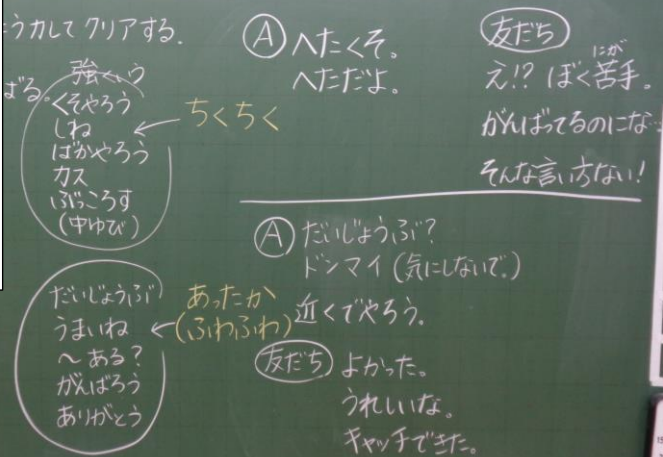 力してクリアする。
ばる。
強くいう
くそやろう
しね
ばかやろう
カス
ぶっころす
(中ゆび)
ちくちく
だいじょうぶ
うまいね
～ある?
がんばろう
ありがとう
あったか
(ふわふわ)
Ⓐ へたくそ。
へただよ。
友だち
え!? ぼく苦手。
にが
がんばってるのにな…
そんな言い方ない!
Ⓐ だいじょうぶ?
ドンマイ(気にしないで。)
近くでやろう。
友だち よかった。
うれしいな。
キャッチできた。